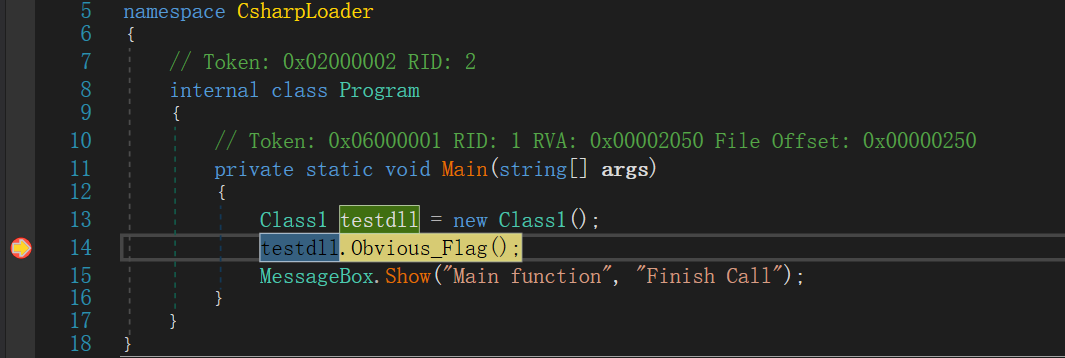 5 namespace CsharpLoader
6 {
7 // Token: 0x02000002 RID: 2
8 internal class Program
9 {
10 // Token: 0x06000001 RID: 1 RVA: 0x00002050 File Offset: 0x00000250
11 private static void Main(string[] args)
12 {
13 Class1 testdll = new Class1();
14 testdll.Obvious_Flag();
15 MessageBox.Show("Main function", "Finish Call");
16 }
17 }
18 }